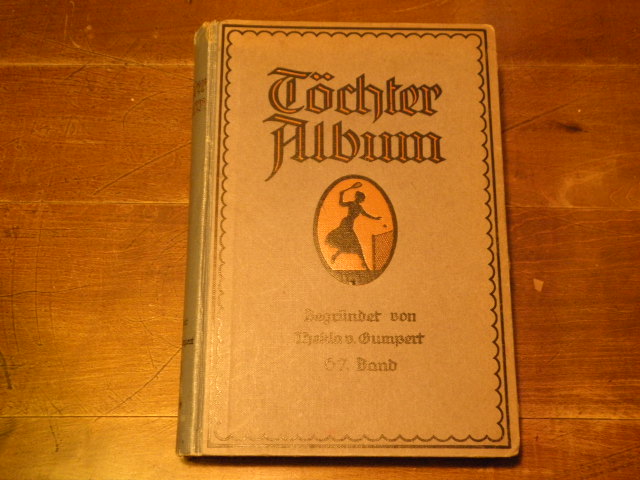 Töchter
Album
Begründet von
Thekla v. Gumpert
67. Band